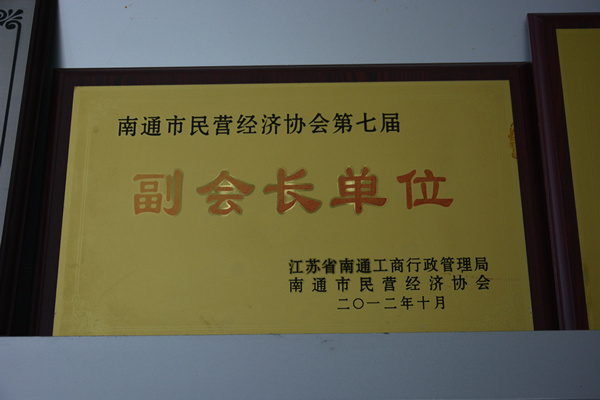 南通市民营经济协会第七届
副会长单位
江苏省南通工商行政管理局
南通市民营经济协会
二〇一二年十月